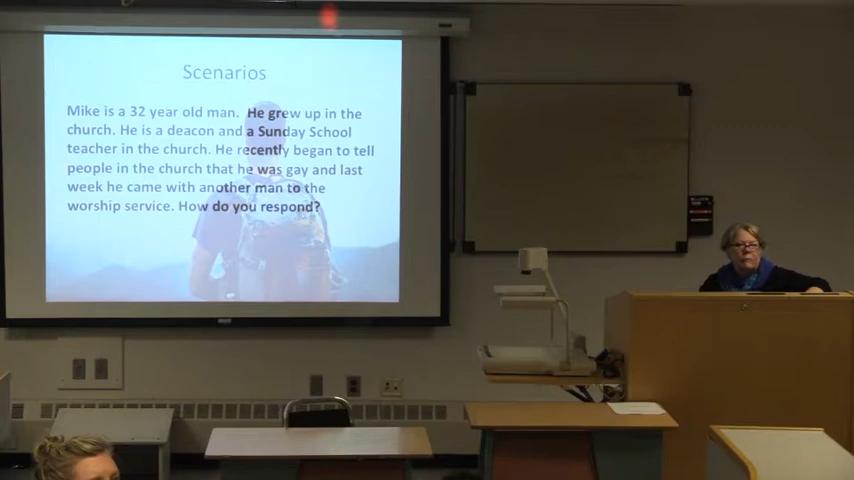 Scenarios
Mike is a 32 year old man. He grew up in the
church. He is a deacon and a Sunday School
teacher in the church. He recently began to tell
people in the church that he was gay and last
week he came with another man to the
worship service. How do you respond?